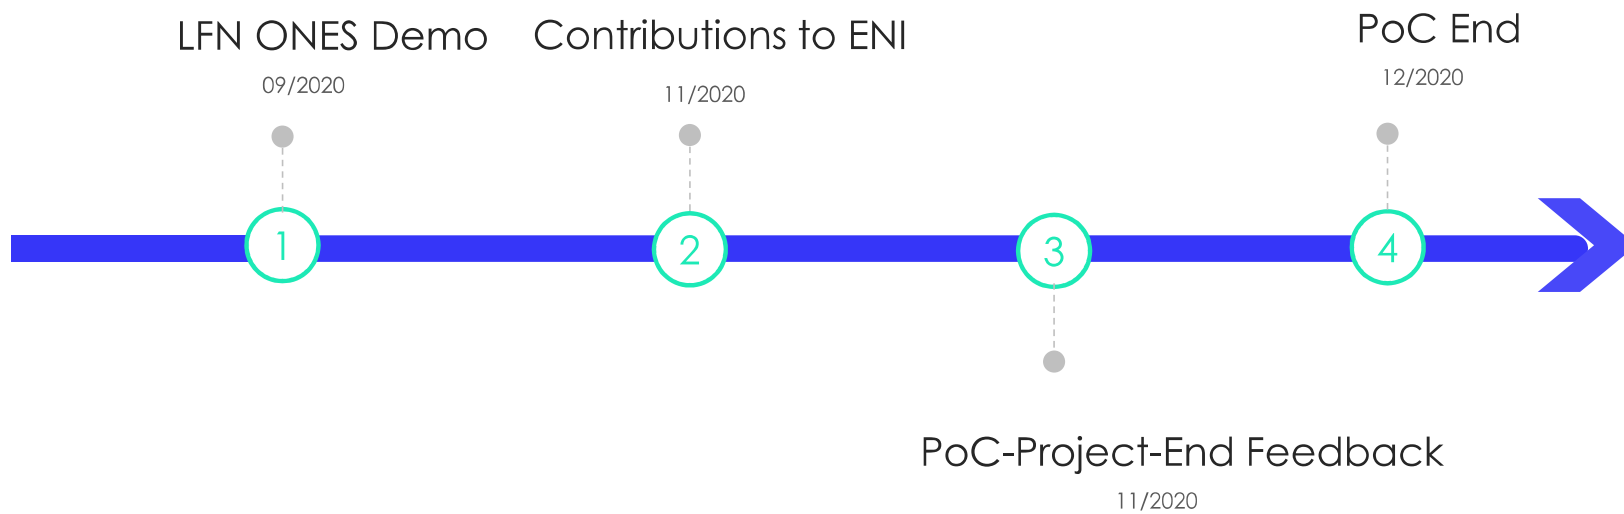 LFN ONES Demo
09/2020
Contributions to ENI
11/2020
PoC End
12/2020
1
2
3
4
PoC-Project-End Feedback
11/2020